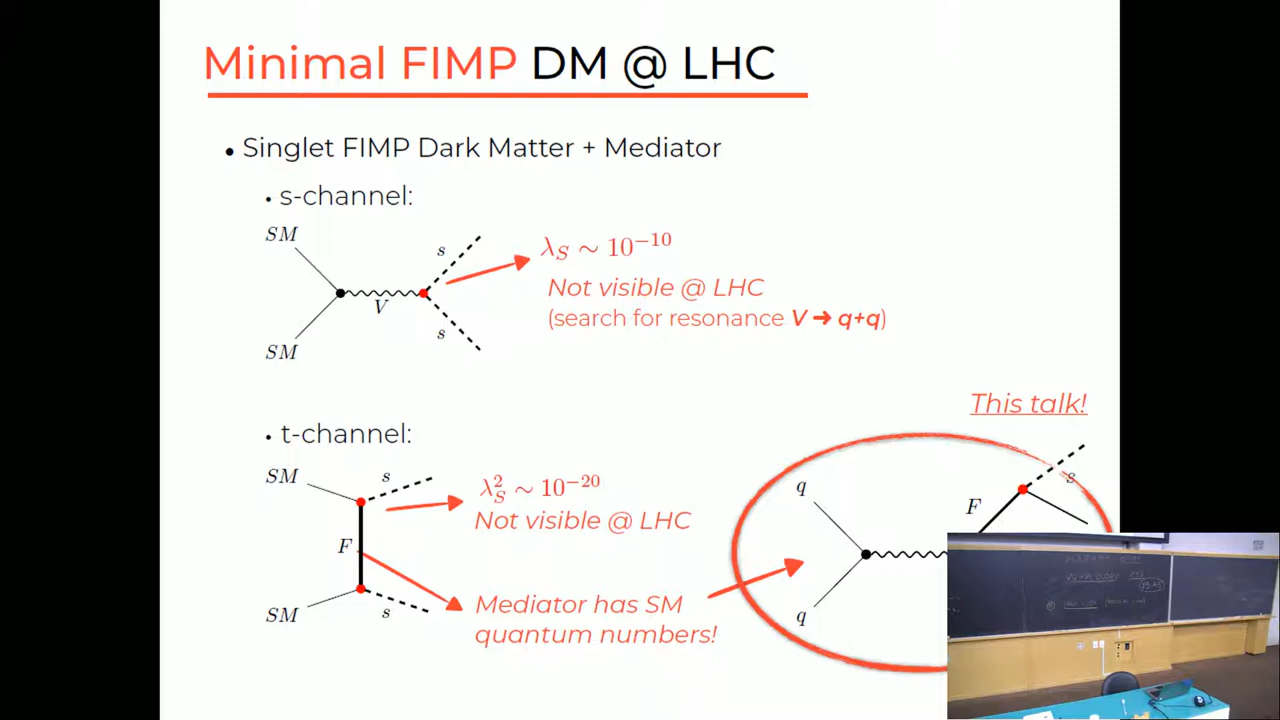 Minimal FIMP DM @ LHC
• Singlet FIMP Dark Matter + Mediator
• s-channel:
SM
s
V
s
SM
λ_S ∼ 10^{−10}
Not visible @ LHC
(search for resonance V ➜ q+q)
This talk!
• t-channel:
SM
s
F
s
SM
λ_S^2 ∼ 10^{−20}
Not visible @ LHC
Mediator has SM
quantum numbers!
q
q
F
s